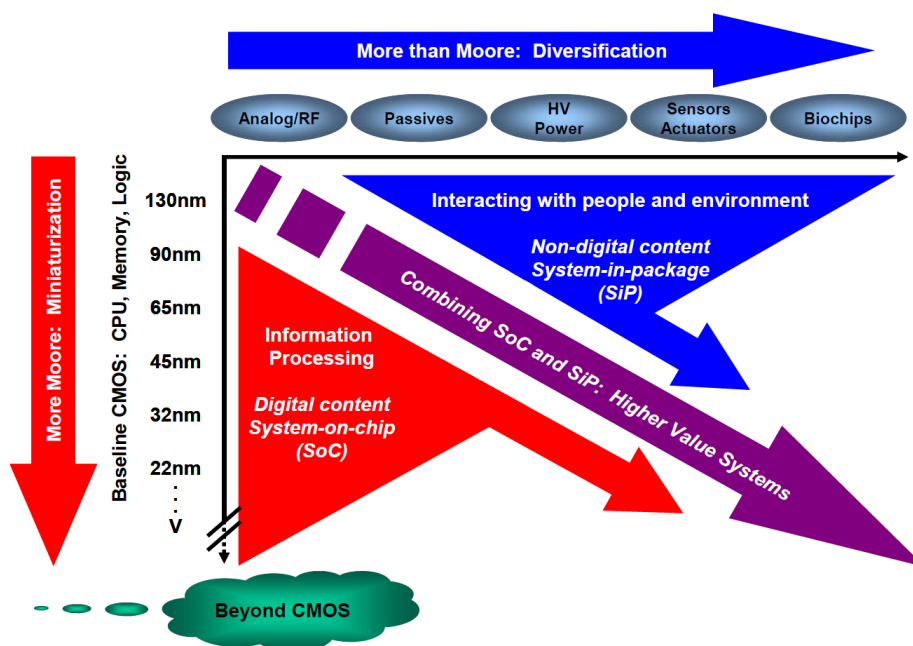 More than Moore: Diversification
Analog/RF
Passives
HV
Power
Sensors
Actuators
Biochips
More Moore: Miniaturization
Baseline CMOS: CPU, Memory, Logic
130nm
90nm
65nm
45nm
32nm
22nm
.
.
.
.
V
Interacting with people and environment
Non-digital content
System-in-package
(SiP)
Combining SoC and SiP: Higher Value Systems
Information
Processing
Digital content
System-on-chip
(SoC)
Beyond CMOS